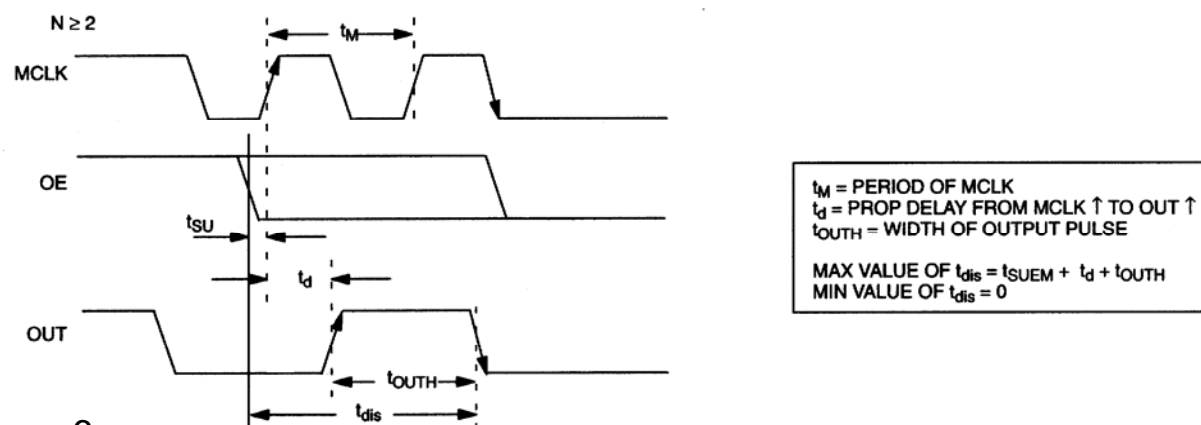 N ≥ 2
tM
MCLK
OE
tSU
td
OUT
tOUTH
tdis
tM = PERIOD OF MCLK
td = PROP DELAY FROM MCLK ↑ TO OUT ↑
tOUTH = WIDTH OF OUTPUT PULSE
MAX VALUE OF tdis = tSUEM + td + tOUTH
MIN VALUE OF tdis = 0